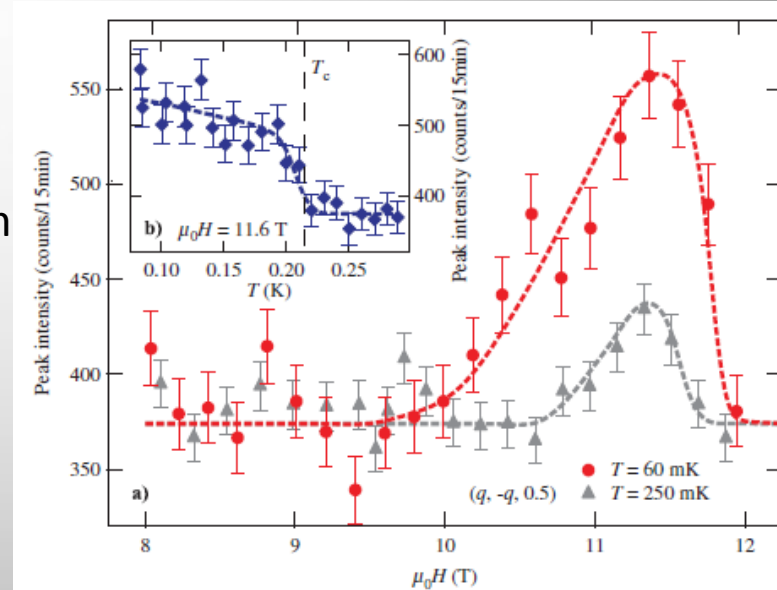 n
Peak intensity (counts/15min)
550
500
450
400
350
8
9
10
11
12
μ₀H (T)
a)
(q, -q, 0.5)
T = 60 mK
T = 250 mK
600
500
400
Peak intensity (counts/15min)
T_c
b) μ₀H = 11.6 T
0.10
0.15
0.20
0.25
T (K)